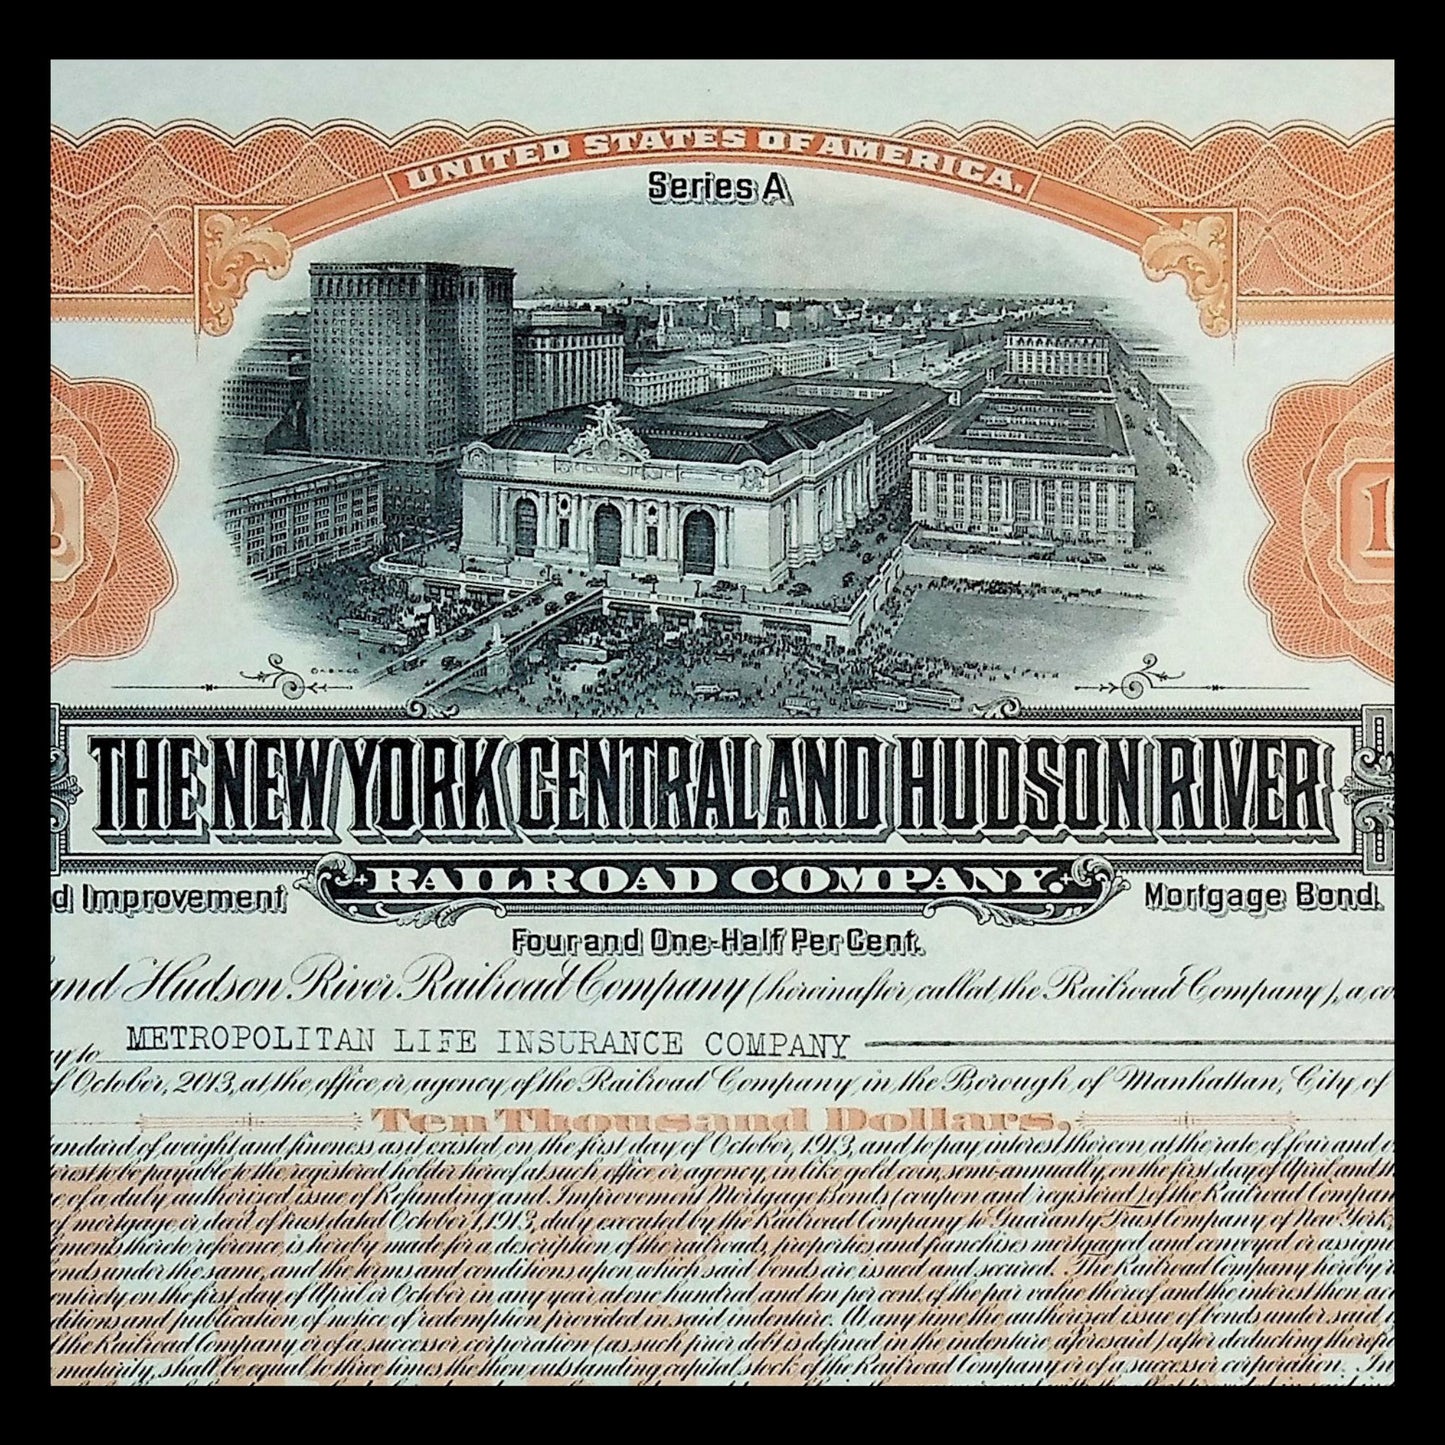 UNITED STATES OF AMERICA.
Series A
THE NEW YORK CENTRAL AND HUDSON RIVER
RAILROAD COMPANY.
d Improvement
Mortgage Bond.
Four and One-Half Per Cent.
and Hudson River Railroad Company (hereinafter called the Railroad Company), a co
ay to METROPOLITAN LIFE INSURANCE COMPANY
of October, 2013, at the office or agency of the Railroad Company in the Borough of Manhattan, City of
Ten Thousand Dollars.
tandard of weight and fineness as it existed on the first day of October, 1913, and to pay interest thereon at the rate of four and o
erest to be payable to the registered holder hereof at such office or agency, in like gold coin, semi-annually, on the first day of April and th
e of a duly authorized issue of Refunding and Improvement Mortgage Bonds (coupon and registered) of the Railroad Compan
of mortgage or deed of trust dated October 1, 1913, duly executed by the Railroad Company to Guaranty Trust Company of New York,
ements thereto reference is hereby made for a description of the railroads, properties and franchises mortgaged and conveyed or assigne
onds under the same, and the terms and conditions upon which said bonds are issued and secured. The Railroad Company hereby r
entirety on the first day of April or October in any year at one hundred and ten per cent. of the par value thereof and the interest then acc
ditions and publication of notice of redemption provided in said indenture. At any time the authorized issue of bonds under said
f the Railroad Company or of a successor corporation (as such prior debt is defined in the indenture aforesaid) after deducting therefro
maturity, shall be equal to three times the then outstanding capital stock of the Railroad Company or of a successor corporation. In